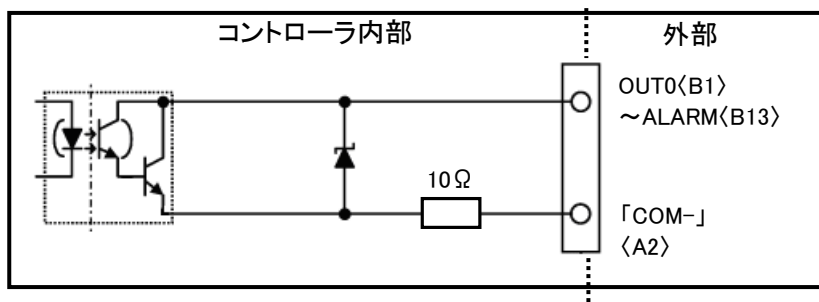 コントローラ内部
外部
OUT0〈B1〉
～ALARM〈B13〉
10Ω
「COM-」
〈A2〉